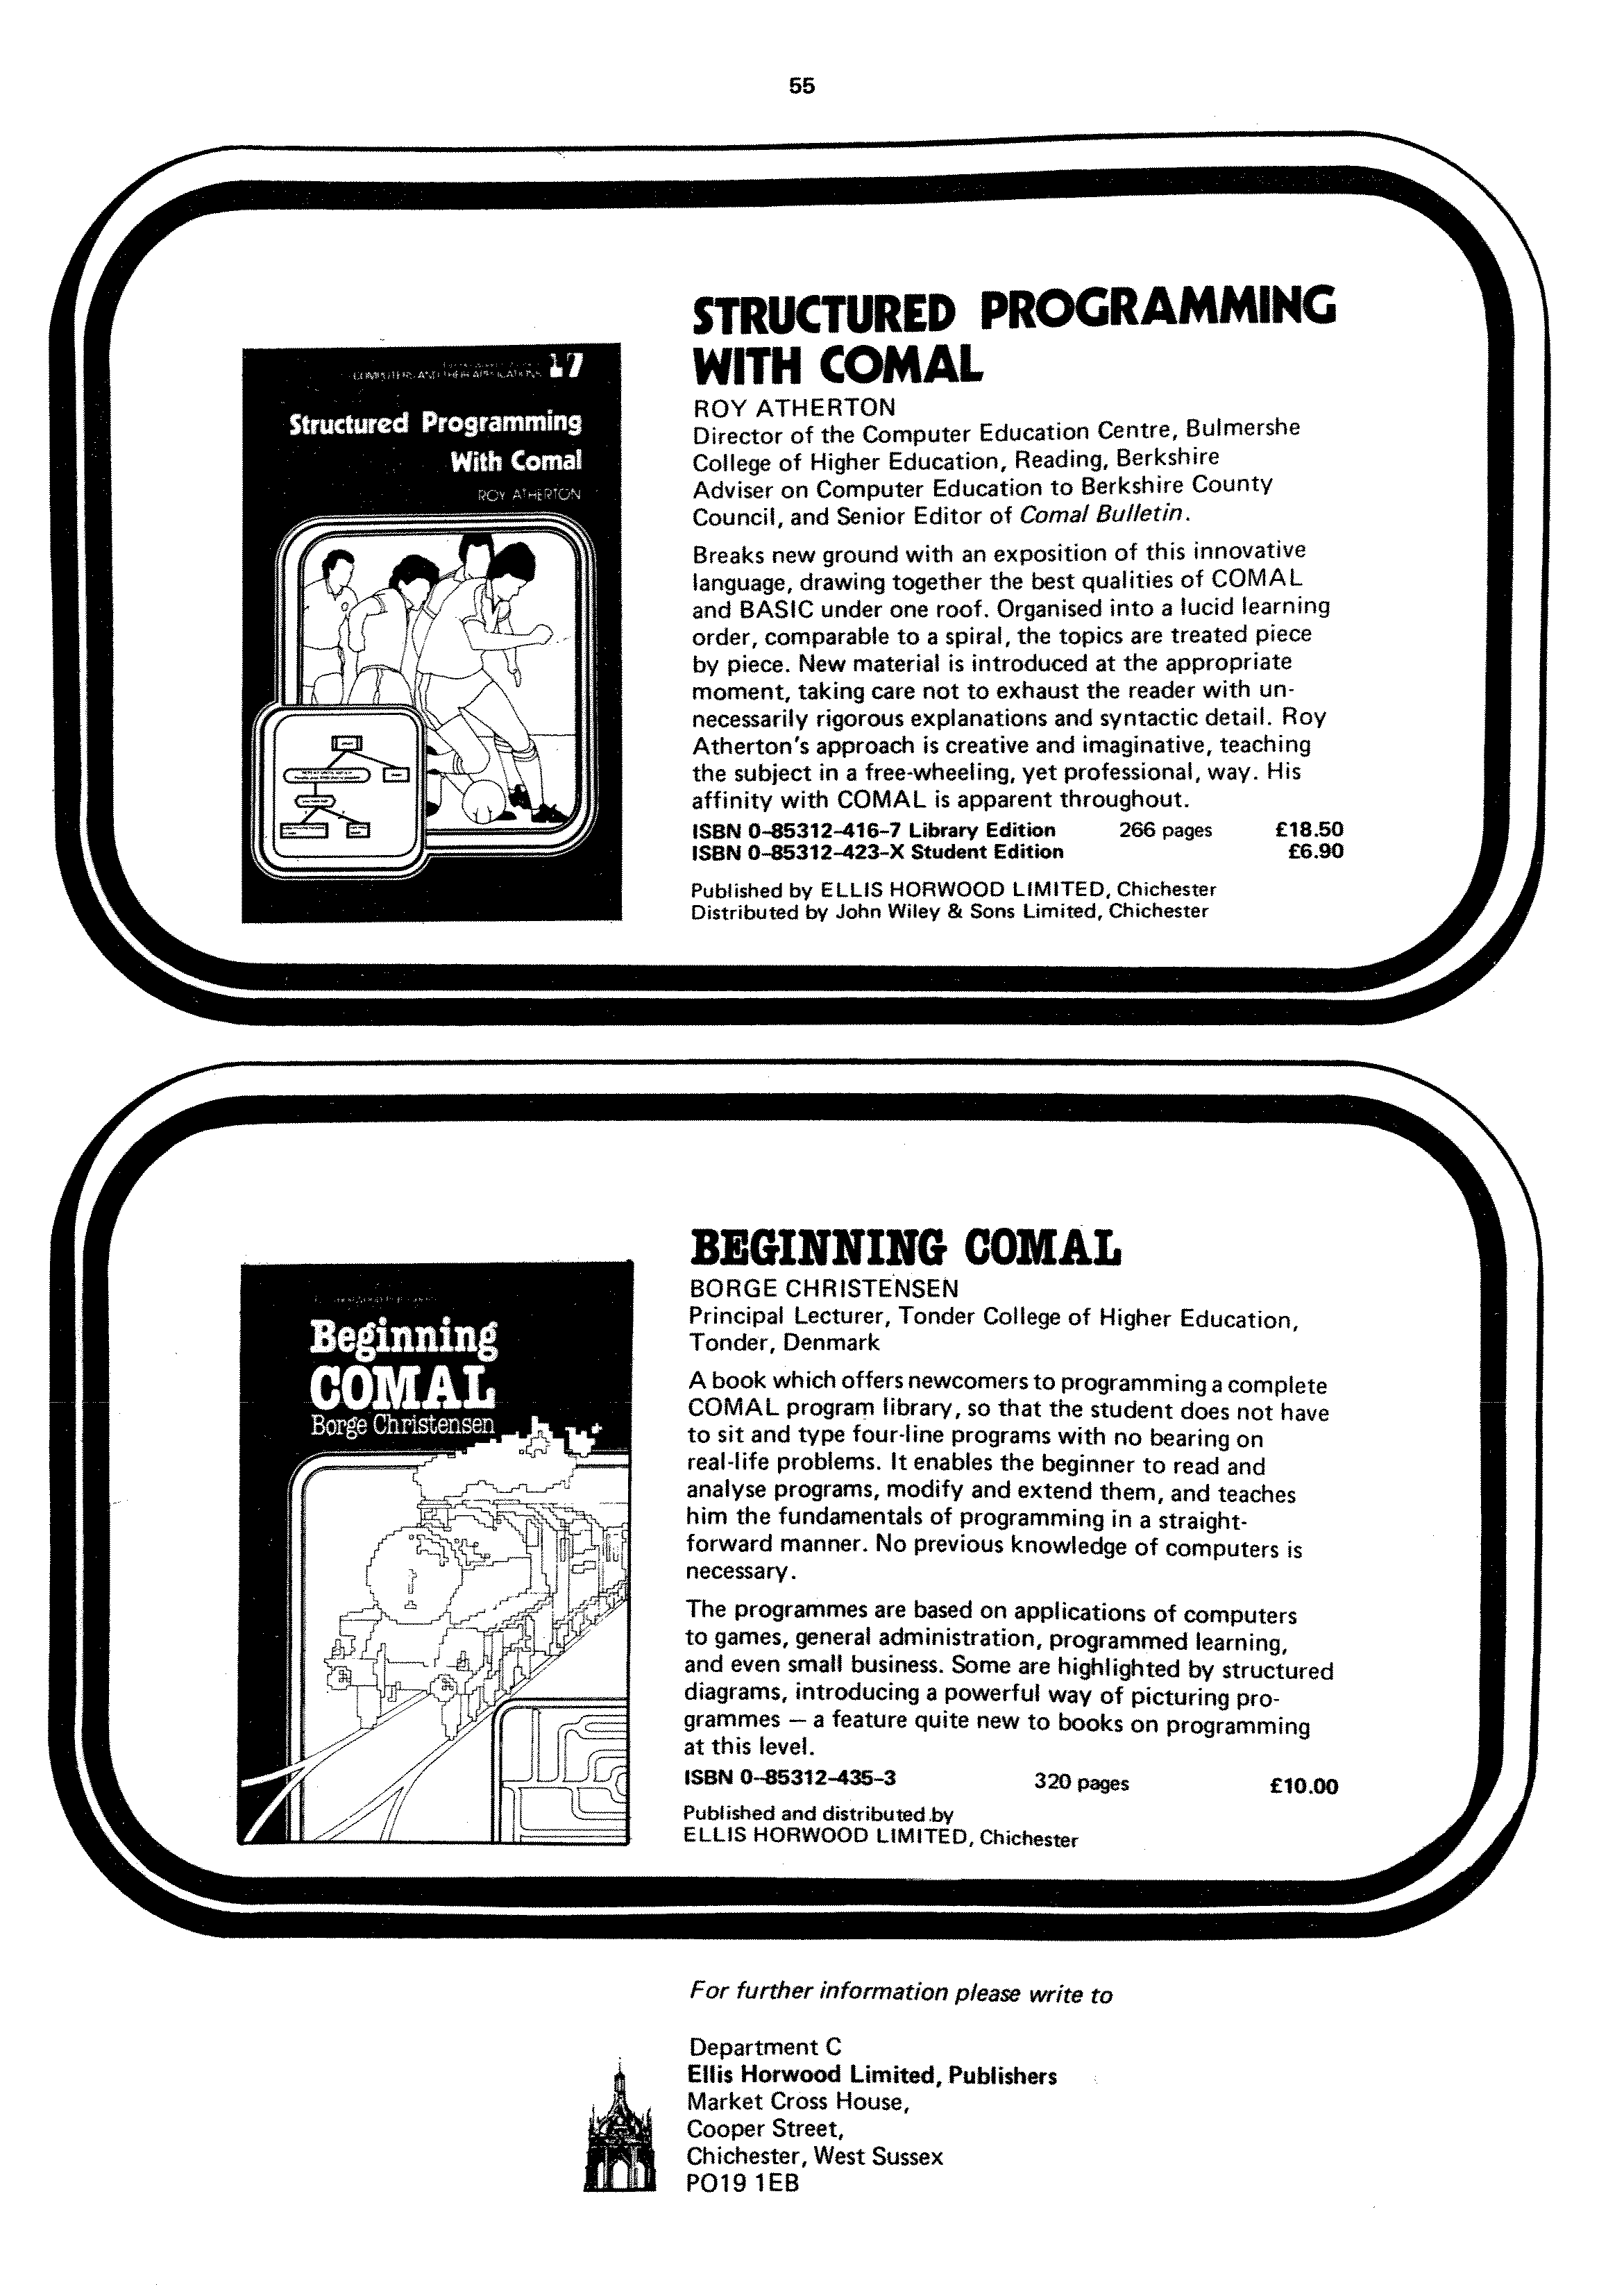 55
COMPUTERS AND THEIR APPLICATIONS 17
Structured Programming
With Comal
ROY ATHERTON
STRUCTURED PROGRAMMING
WITH COMAL
ROY ATHERTON
Director of the Computer Education Centre, Bulmershe
College of Higher Education, Reading, Berkshire
Adviser on Computer Education to Berkshire County
Council, and Senior Editor of Comal Bulletin.
Breaks new ground with an exposition of this innovative
language, drawing together the best qualities of COMAL
and BASIC under one roof. Organised into a lucid learning
order, comparable to a spiral, the topics are treated piece
by piece. New material is introduced at the appropriate
moment, taking care not to exhaust the reader with un-
necessarily rigorous explanations and syntactic detail. Roy
Atherton's approach is creative and imaginative, teaching
the subject in a free-wheeling, yet professional, way. His
affinity with COMAL is apparent throughout.
ISBN 0-85312-416-7 Library Edition 266 pages £18.50
ISBN 0-85312-423-X Student Edition £6.90
Published by ELLIS HORWOOD LIMITED, Chichester
Distributed by John Wiley & Sons Limited, Chichester
Beginning
COMAL
Borge Christensen
BEGINNING COMAL
BORGE CHRISTENSEN
Principal Lecturer, Tonder College of Higher Education,
Tonder, Denmark
A book which offers newcomers to programming a complete
COMAL program library, so that the student does not have
to sit and type four-line programs with no bearing on
real-life problems. It enables the beginner to read and
analyse programs, modify and extend them, and teaches
him the fundamentals of programming in a straight-
forward manner. No previous knowledge of computers is
necessary.
The programmes are based on applications of computers
to games, general administration, programmed learning,
and even small business. Some are highlighted by structured
diagrams, introducing a powerful way of picturing pro-
grammes — a feature quite new to books on programming
at this level.
ISBN 0-85312-435-3 320 pages £10.00
Published and distributed by
ELLIS HORWOOD LIMITED, Chichester
For further information please write to
Department C
Ellis Horwood Limited, Publishers
Market Cross House,
Cooper Street,
Chichester, West Sussex
PO19 1EB